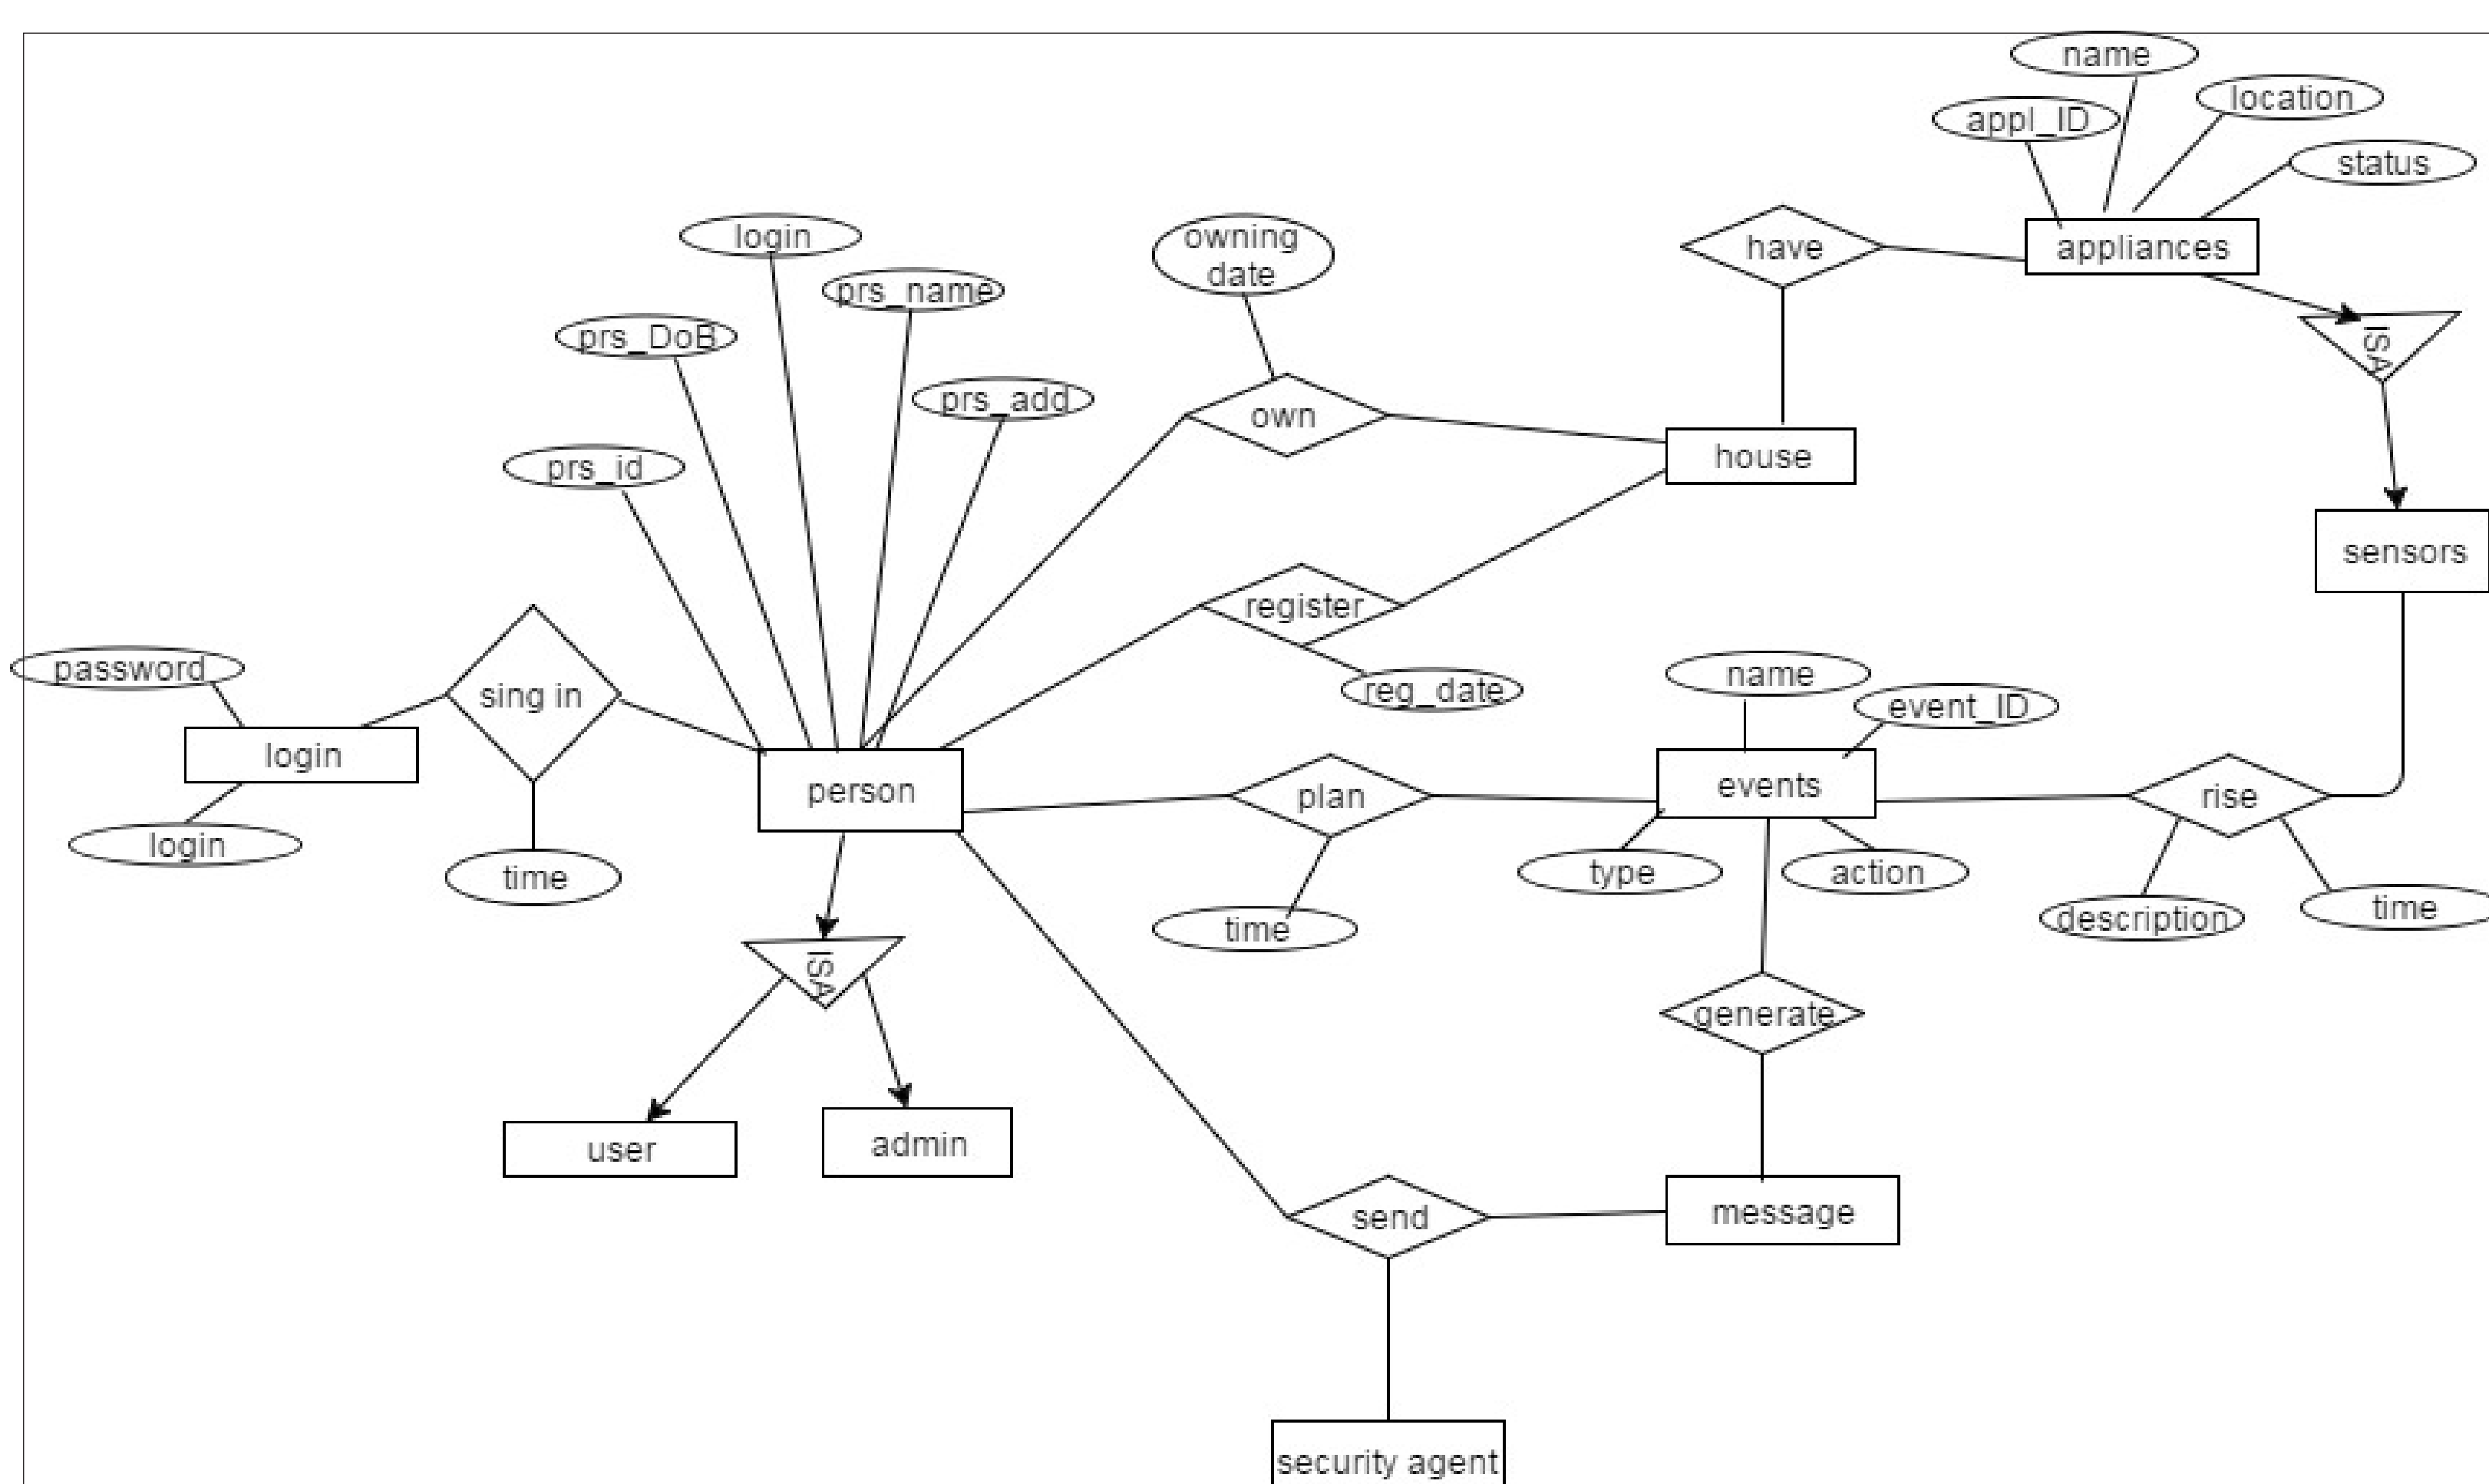 name
location
appl_ID
status
login
owning
date
have
appliances
prs_name
prs_DoB
ISA
prs_add
own
house
prs_id
sensors
register
password
sing in
name
reg_date
event_ID
login
person
plan
events
rise
login
time
type
action
time
description
time
ISA
generate
user
admin
send
message
security agent